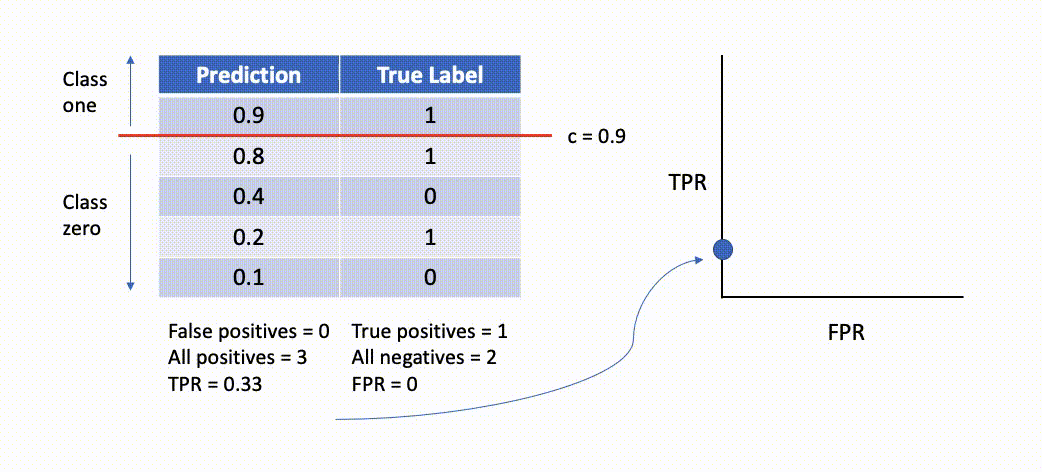 Class
one
Prediction True Label
0.9 1
c = 0.9
0.8 1
0.4 0
Class
zero
0.2 1
0.1 0
TPR
FPR
False positives = 0 True positives = 1
All positives = 3 All negatives = 2
TPR = 0.33 FPR = 0